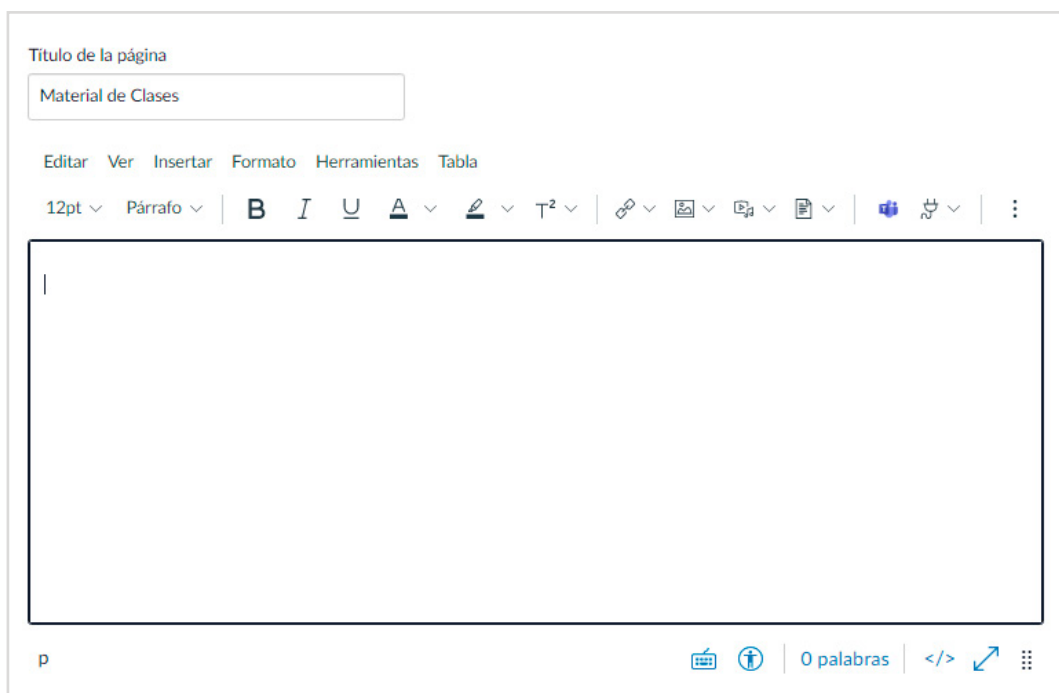 Título de la página
Material de Clases
Editar Ver Insertar Formato Herramientas Tabla
12pt Párrafo B I U A T²
p 0 palabras </>